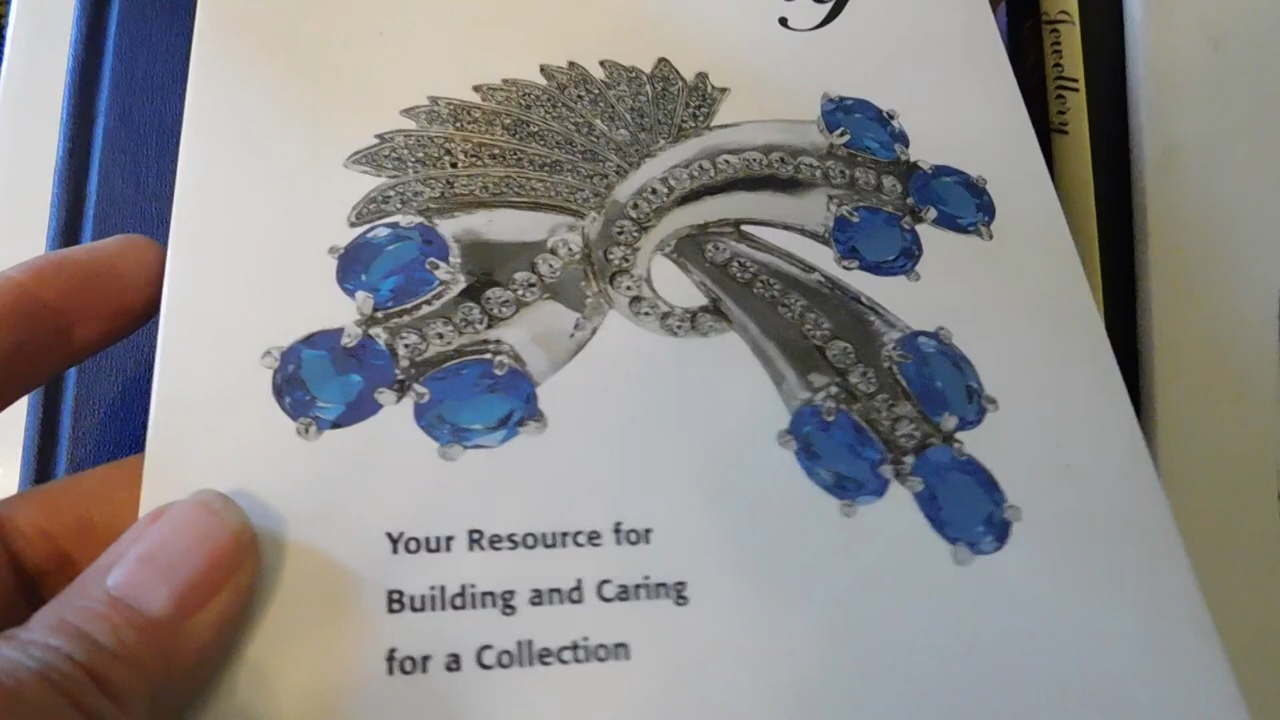 Jewellery
Your Resource for
Building and Caring
for a Collection